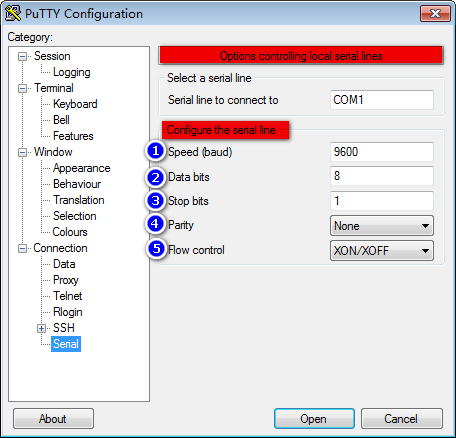 PuTTY Configuration
Category:
Session
Logging
Terminal
Keyboard
Bell
Features
Window
Appearance
Behaviour
Translation
Selection
Colours
Connection
Data
Proxy
Telnet
Rlogin
SSH
Serial
Options controlling local serial lines
Select a serial line
Serial line to connect to COM1
Configure the serial line
1 Speed (baud) 9600
2 Data bits 8
3 Stop bits 1
4 Parity None
5 Flow control XON/XOFF
About Open Cancel